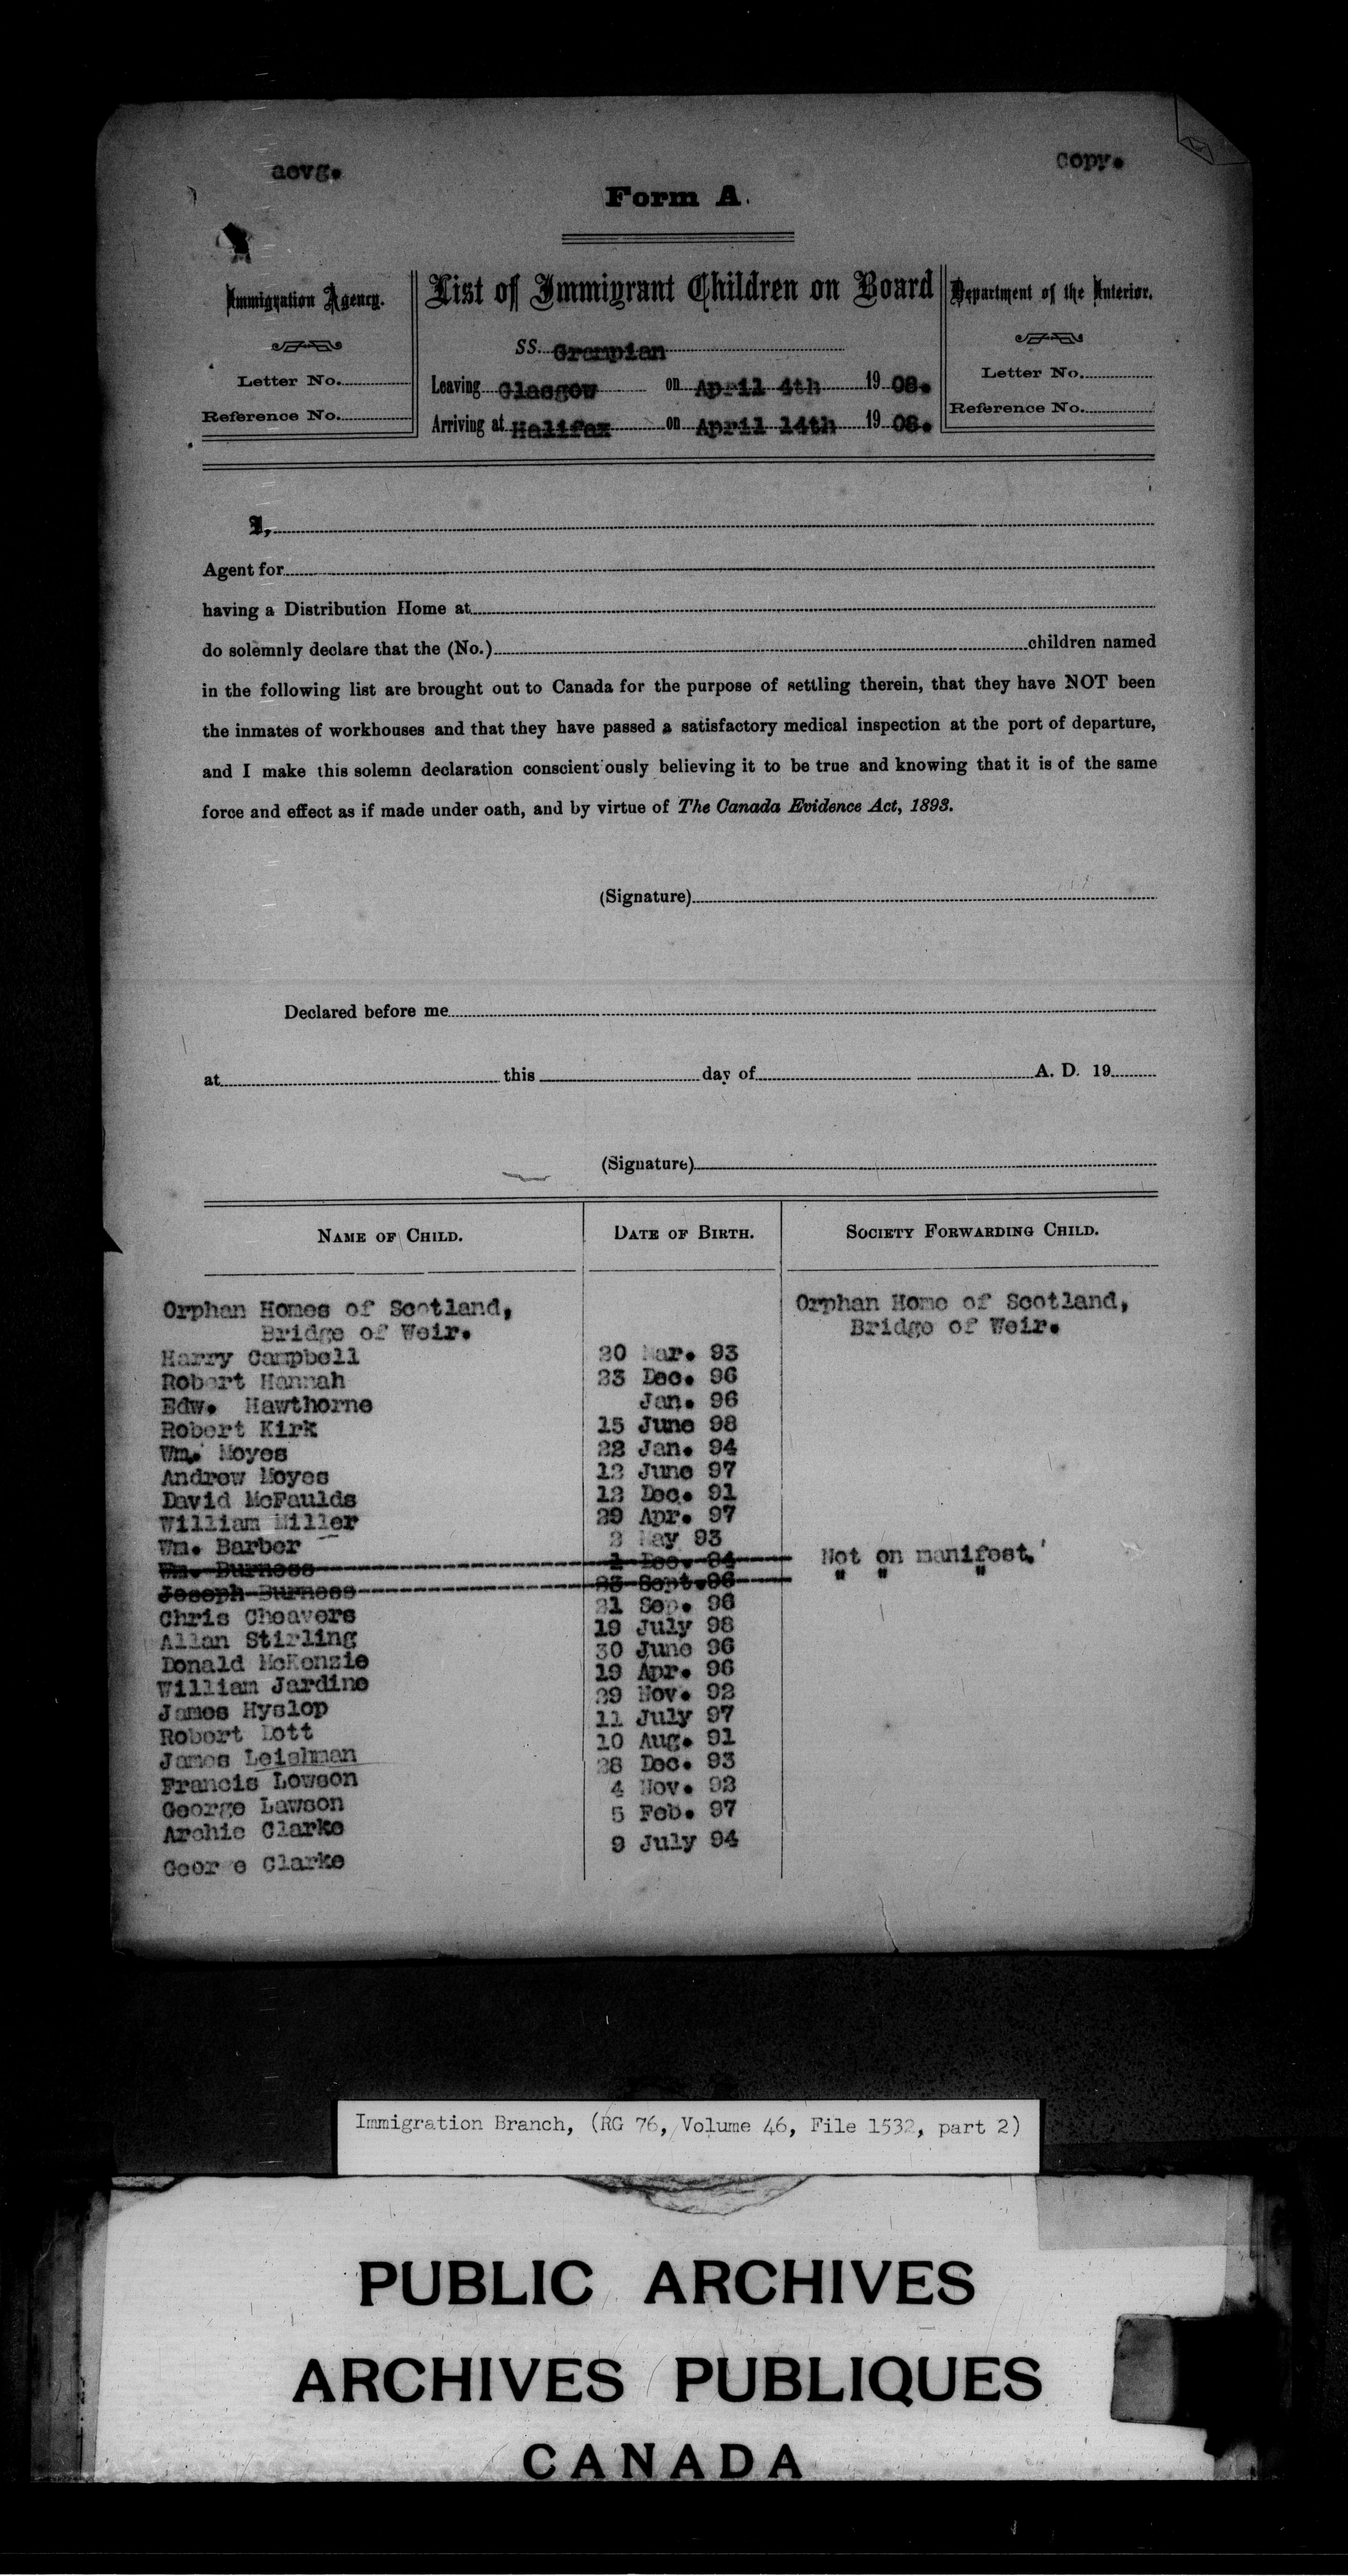 aovg.
copy.
Form A.
Immigration Agency.
Letter No.
Reference No.
List of Immigrant Children on Board
SS. Grampian
Leaving Glasgow on April 4th 19 08.
Arriving at Halifax on April 14th 19 08.
Department of the Interior.
Letter No.
Reference No.
I,
Agent for
having a Distribution Home at
do solemnly declare that the (No.) children named
in the following list are brought out to Canada for the purpose of settling therein, that they have NOT been
the inmates of workhouses and that they have passed a satisfactory medical inspection at the port of departure,
and I make this solemn declaration conscientiously believing it to be true and knowing that it is of the same
force and effect as if made under oath, and by virtue of The Canada Evidence Act, 1893.
(Signature)
Declared before me
at this day of A. D. 19
(Signature)
NAME OF CHILD. DATE OF BIRTH. SOCIETY FORWARDING CHILD.
Orphan Homes of Scotland, Orphan Home of Scotland,
Bridge of Weir. Bridge of Weir.
Harry Campbell Mar. 93
Robert Hannah 23 Dec. 96
Edw. Hawthorne Jan. 96
Robert Kirk 15 June 98
Wm. Moyes 22 Jan. 94
Andrew Moyes 12 June 97
David McFaulds 12 Dec. 91
William Miller 29 Apr. 97
Wm. Barber May 93
Wm. Burness 1 Dec. 94 Not on manifest.
Joseph Burness Sept. 96 " " "
Chris Cheavers 21 Sep. 96
Allan Stirling 19 July 98
Donald McKenzie 30 June 96
William Jardine 19 Apr. 96
James Hyslop 29 Nov. 92
Robert Lott 11 July 97
James Leishman 10 Aug. 91
Francis Lowson 28 Dec. 93
George Lawson 4 Nov. 92
Archie Clarke 5 Feb. 97
George Clarke 9 July 94
Immigration Branch, (RG 76, Volume 46, File 1532, part 2)
PUBLIC ARCHIVES
ARCHIVES PUBLIQUES
CANADA